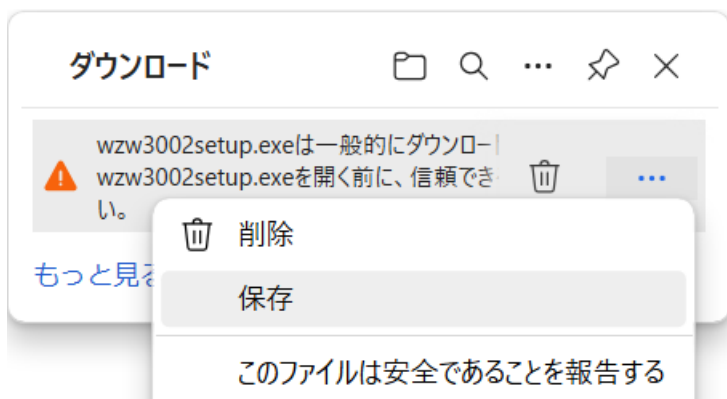 ダウンロード
wzw3002setup.exeは一般的にダウンロー
wzw3002setup.exeを開く前に、信頼でき
い。
削除
もっと見る
保存
このファイルは安全であることを報告する